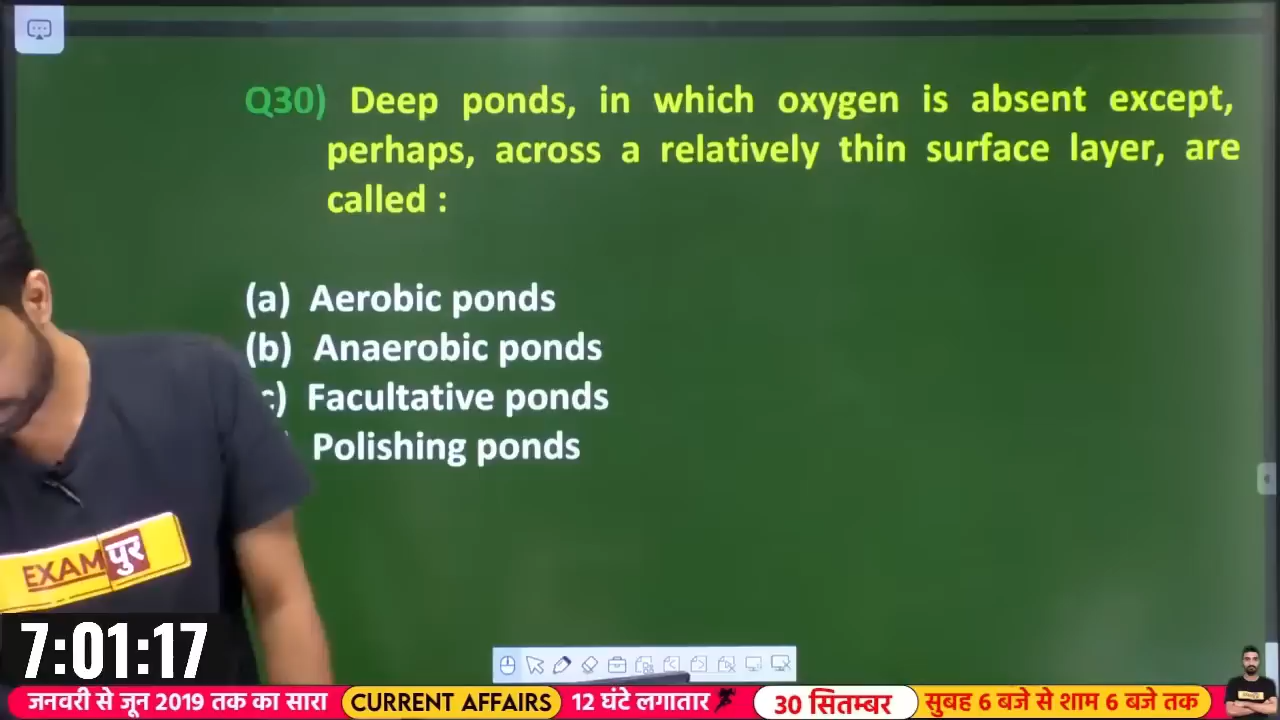 Q30) Deep ponds, in which oxygen is absent except,
perhaps, across a relatively thin surface layer, are
called :
(a) Aerobic ponds
(b) Anaerobic ponds
c) Facultative ponds
Polishing ponds
EXAM पुर
7:01:17
जनवरी से जून 2019 तक का सारा CURRENT AFFAIRS 12 घंटे लगातार 30 सितम्बर सुबह 6 बजे से शाम 6 बजे तक